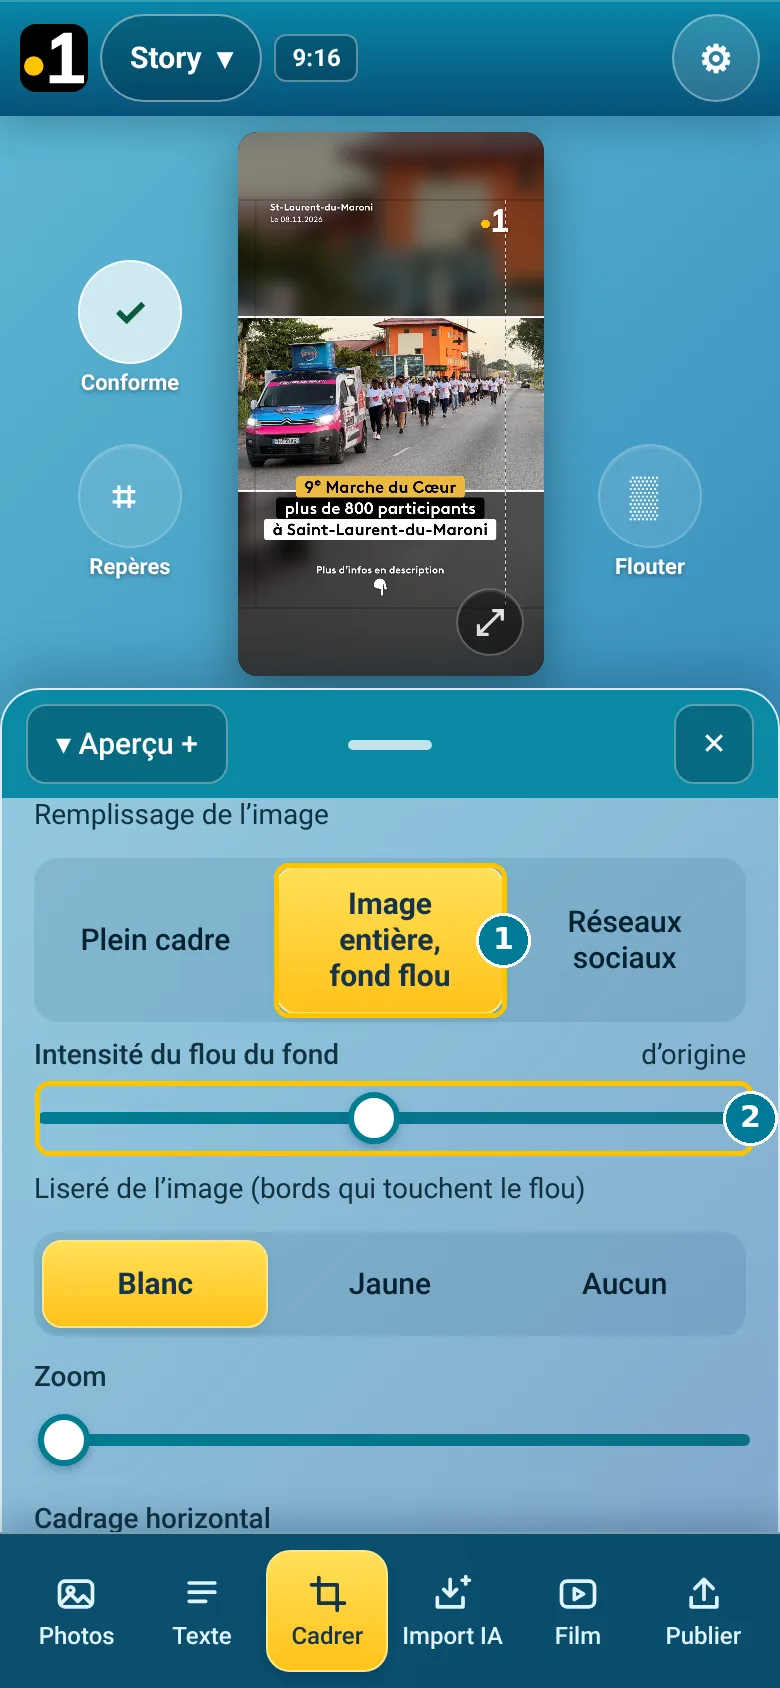 1
Story ▼
9:16
St-Laurent-du-Maroni
Le 08.11.2026
1
Conforme
9e Marche du Cœur
plus de 800 participants
à Saint-Laurent-du-Maroni
Repères
Flouter
Plus d’infos en description
▾ Aperçu +
✕
Remplissage de l’image
Plein cadre
Image
entière,
fond flou
1
Réseaux
sociaux
Intensité du flou du fond
d’origine
2
Liseré de l’image (bords qui touchent le flou)
Blanc
Jaune
Aucun
Zoom
Cadrage horizontal
Photos
Texte
Cadrer
Import IA
Film
Publier